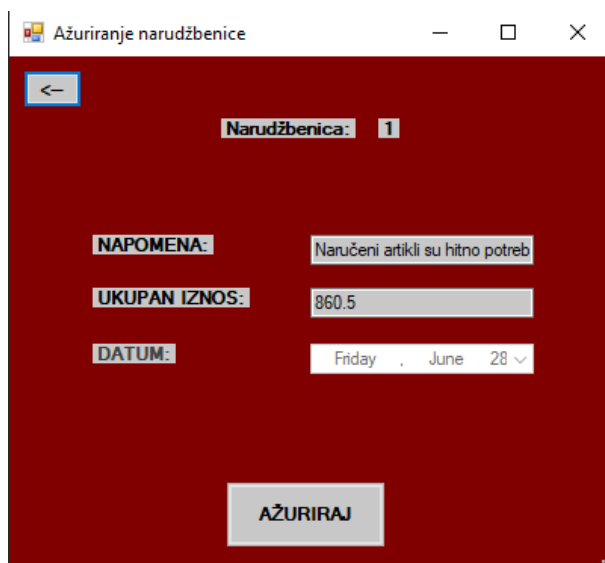 Ažuriranje narudžbenice
<--
Narudžbenica: 1
NAPOMENA: Naručeni artikli su hitno potreb
UKUPAN IZNOS: 860.5
DATUM: Friday , June 28
AŽURIRAJ